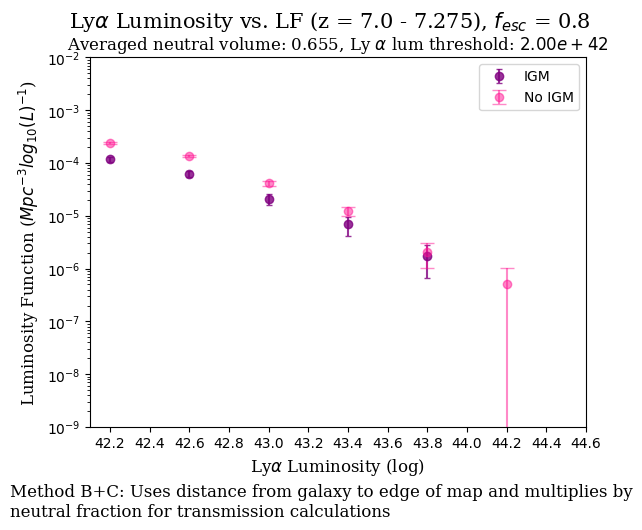 Lyα Luminosity vs. LF (z = 7.0 - 7.275), f_esc = 0.8
Averaged neutral volume: 0.655, Ly α lum threshold: 2.00e + 42
Luminosity Function (Mpc⁻³log₁₀(L)⁻¹)
10⁻²
10⁻³
10⁻⁴
10⁻⁵
10⁻⁶
10⁻⁷
10⁻⁸
10⁻⁹
IGM
No IGM
42.2 42.4 42.6 42.8 43.0 43.2 43.4 43.6 43.8 44.0 44.2 44.4 44.6
Lyα Luminosity (log)
Method B+C: Uses distance from galaxy to edge of map and multiplies by
neutral fraction for transmission calculations